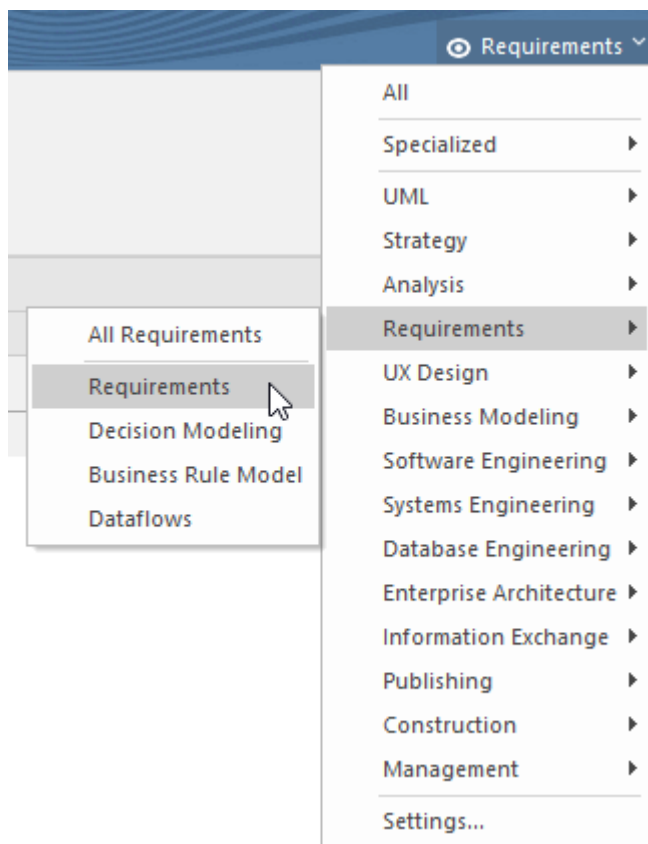 Requirements
All
Specialized
UML
Strategy
Analysis
Requirements
UX Design
Business Modeling
Software Engineering
Systems Engineering
Database Engineering
Enterprise Architecture
Information Exchange
Publishing
Construction
Management
Settings...
All Requirements
Requirements
Decision Modeling
Business Rule Model
Dataflows